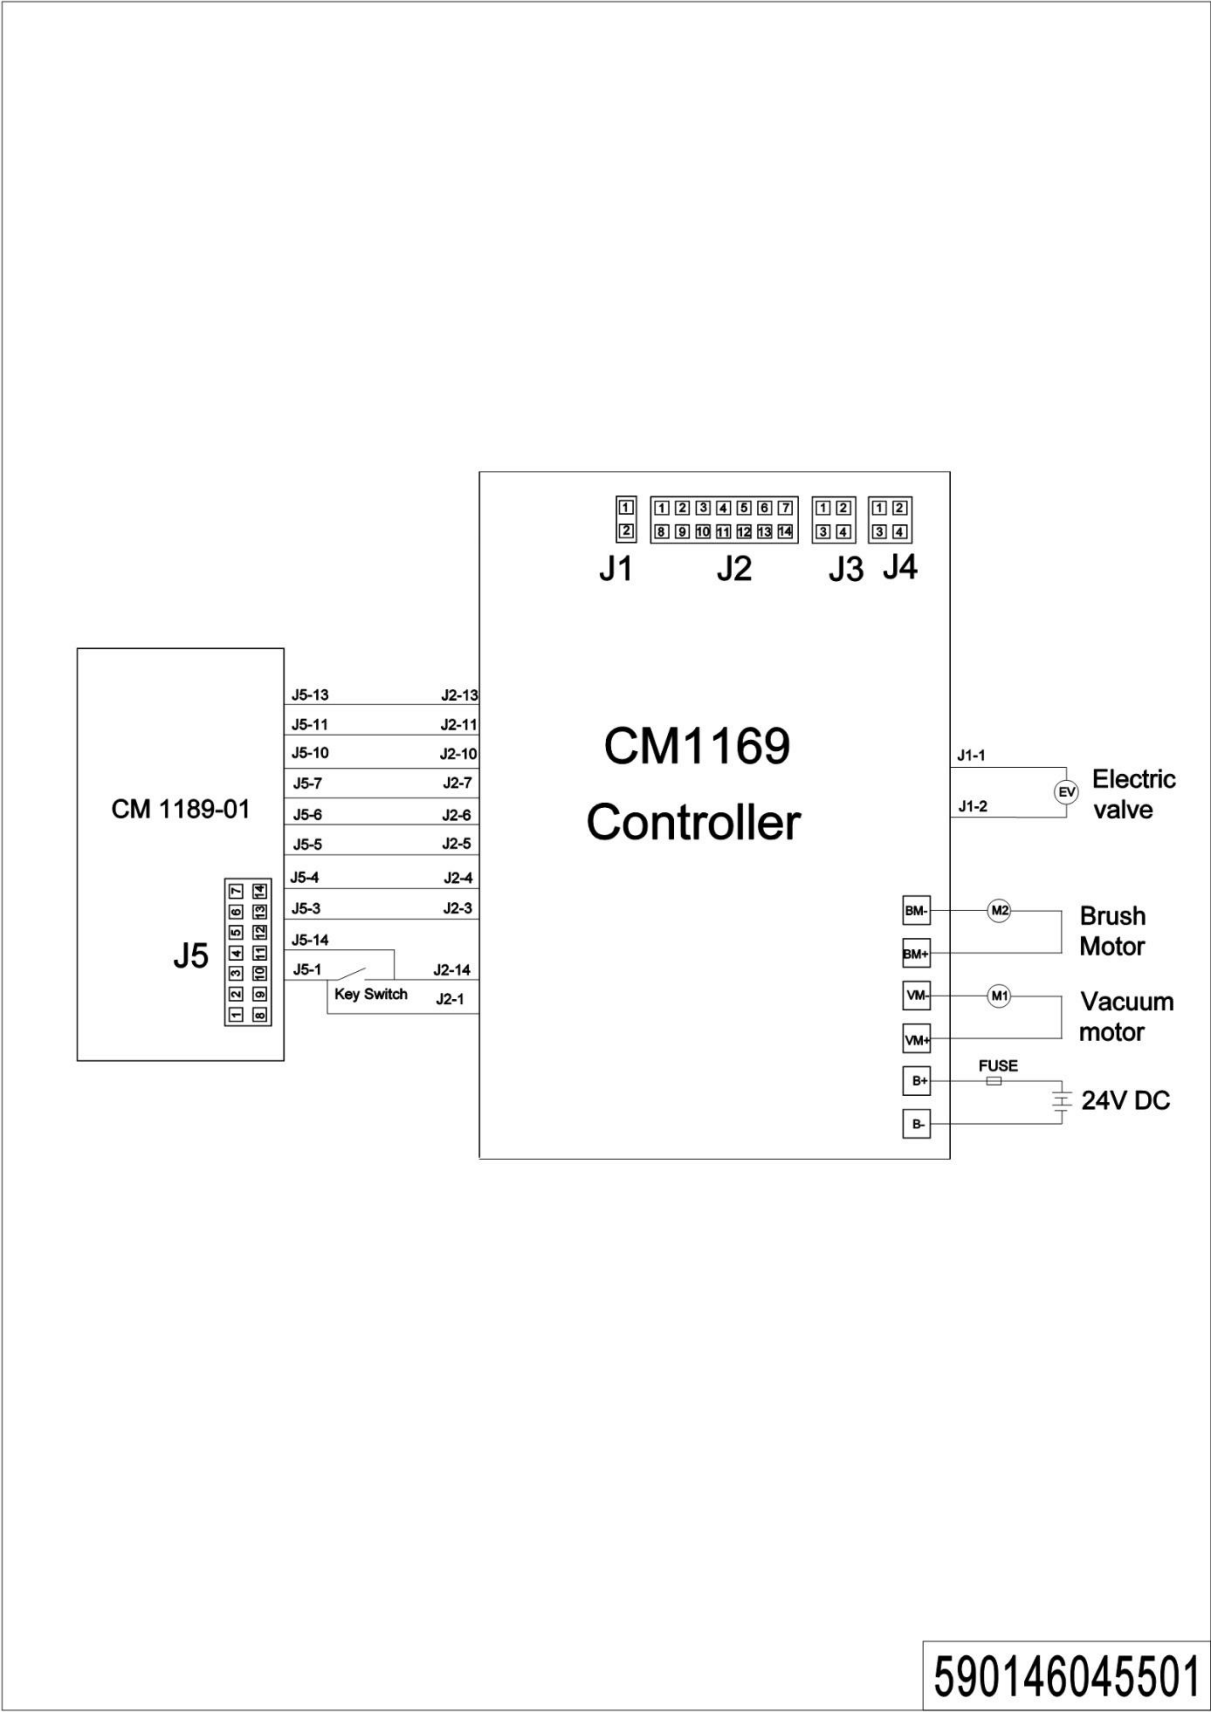 1
2
1 2 3 4 5 6 7
8 9 10 11 12 13 14
1 2
3 4
1 2
3 4
J1
J2
J3
J4
CM1169
Controller
CM 1189-01
J5-13 J2-13
J5-11 J2-11
J5-10 J2-10
J5-7 J2-7
J5-6 J2-6
J5-5 J2-5
J5-4 J2-4
J5-3 J2-3
J5-14
J5-1 J2-14
Key Switch
J2-1
J5
7 14
6 13
5 12
4 11
3 10
2 9
1 8
J1-1
J1-2
EV
Electric
valve
BM-
M2
BM+
Brush
Motor
VM-
M1
VM+
Vacuum
motor
B+
FUSE
B-
24V DC
590146045501